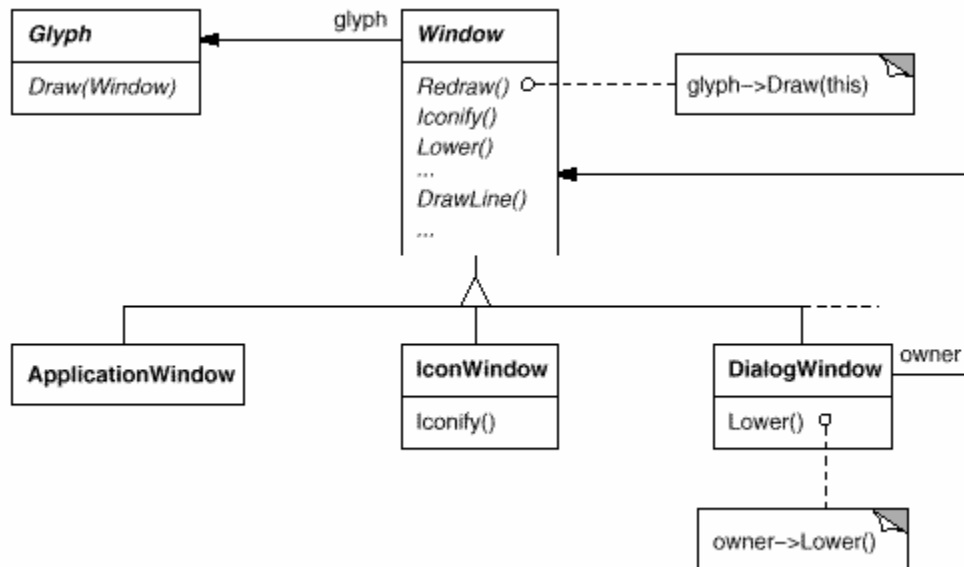 Glyph
Draw(Window)
glyph
Window
Redraw()
Iconify()
Lower()
...
DrawLine()
...
glyph->Draw(this)
ApplicationWindow
IconWindow
Iconify()
DialogWindow
Lower()
owner
owner->Lower()